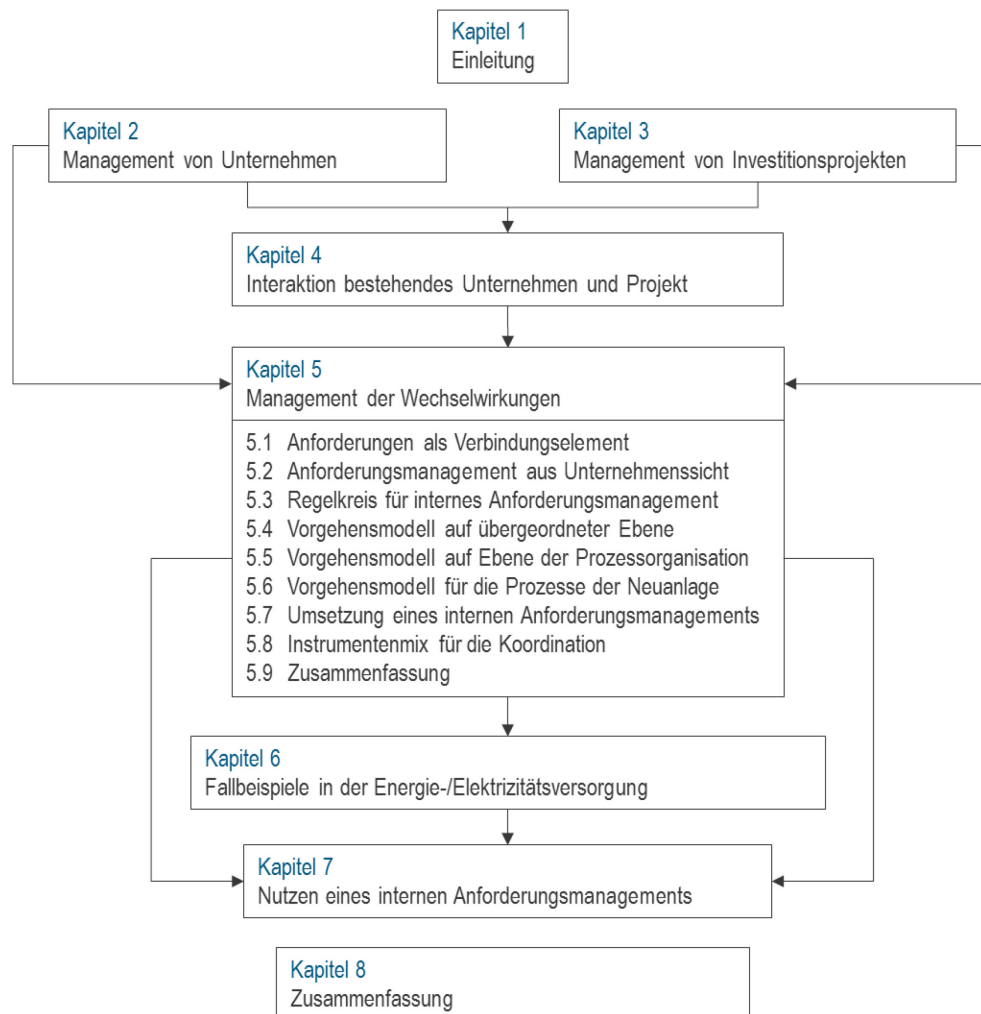 Kapitel 1
Einleitung
Kapitel 2
Management von Unternehmen
Kapitel 3
Management von Investitionsprojekten
Kapitel 4
Interaktion bestehendes Unternehmen und Projekt
Kapitel 5
Management der Wechselwirkungen
5.1 Anforderungen als Verbindungselement
5.2 Anforderungsmanagement aus Unternehmenssicht
5.3 Regelkreis für internes Anforderungsmanagement
5.4 Vorgehensmodell auf übergeordneter Ebene
5.5 Vorgehensmodell auf Ebene der Prozessorganisation
5.6 Vorgehensmodell für die Prozesse der Neuanlage
5.7 Umsetzung eines internen Anforderungsmanagements
5.8 Instrumentenmix für die Koordination
5.9 Zusammenfassung
Kapitel 6
Fallbeispiele in der Energie-/Elektrizitätsversorgung
Kapitel 7
Nutzen eines internen Anforderungsmanagements
Kapitel 8
Zusammenfassung